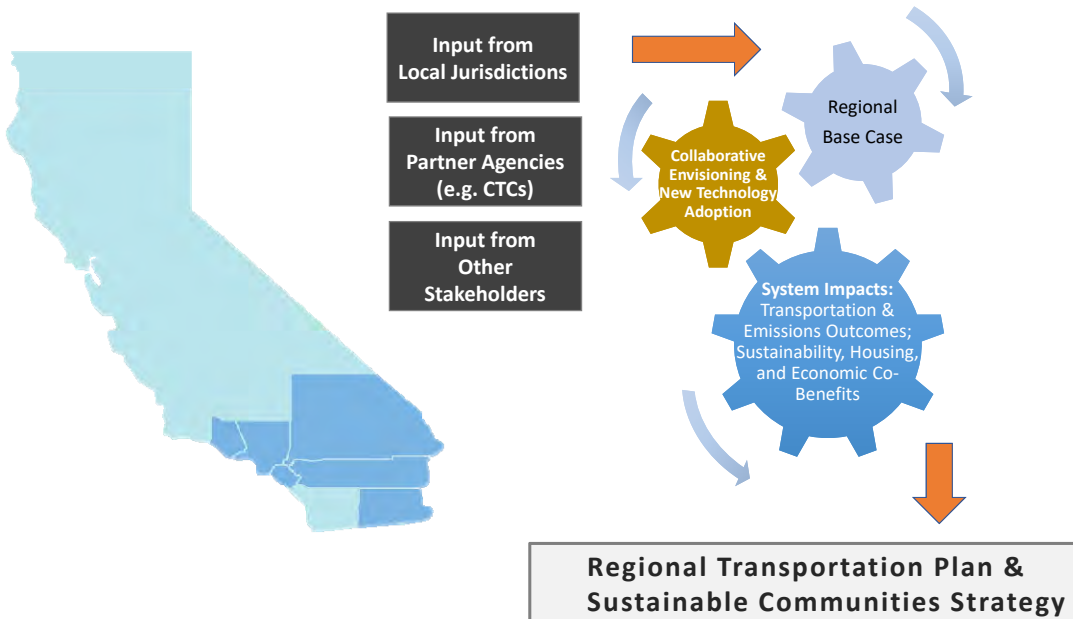 Input from
Local Jurisdictions
Input from
Partner Agencies
(e.g. CTCs)
Input from
Other
Stakeholders
Regional
Base Case
Collaborative
Envisioning &
New Technology
Adoption
System Impacts:
Transportation &
Emissions Outcomes;
Sustainability, Housing,
and Economic Co-
Benefits
Regional Transportation Plan &
Sustainable Communities Strategy